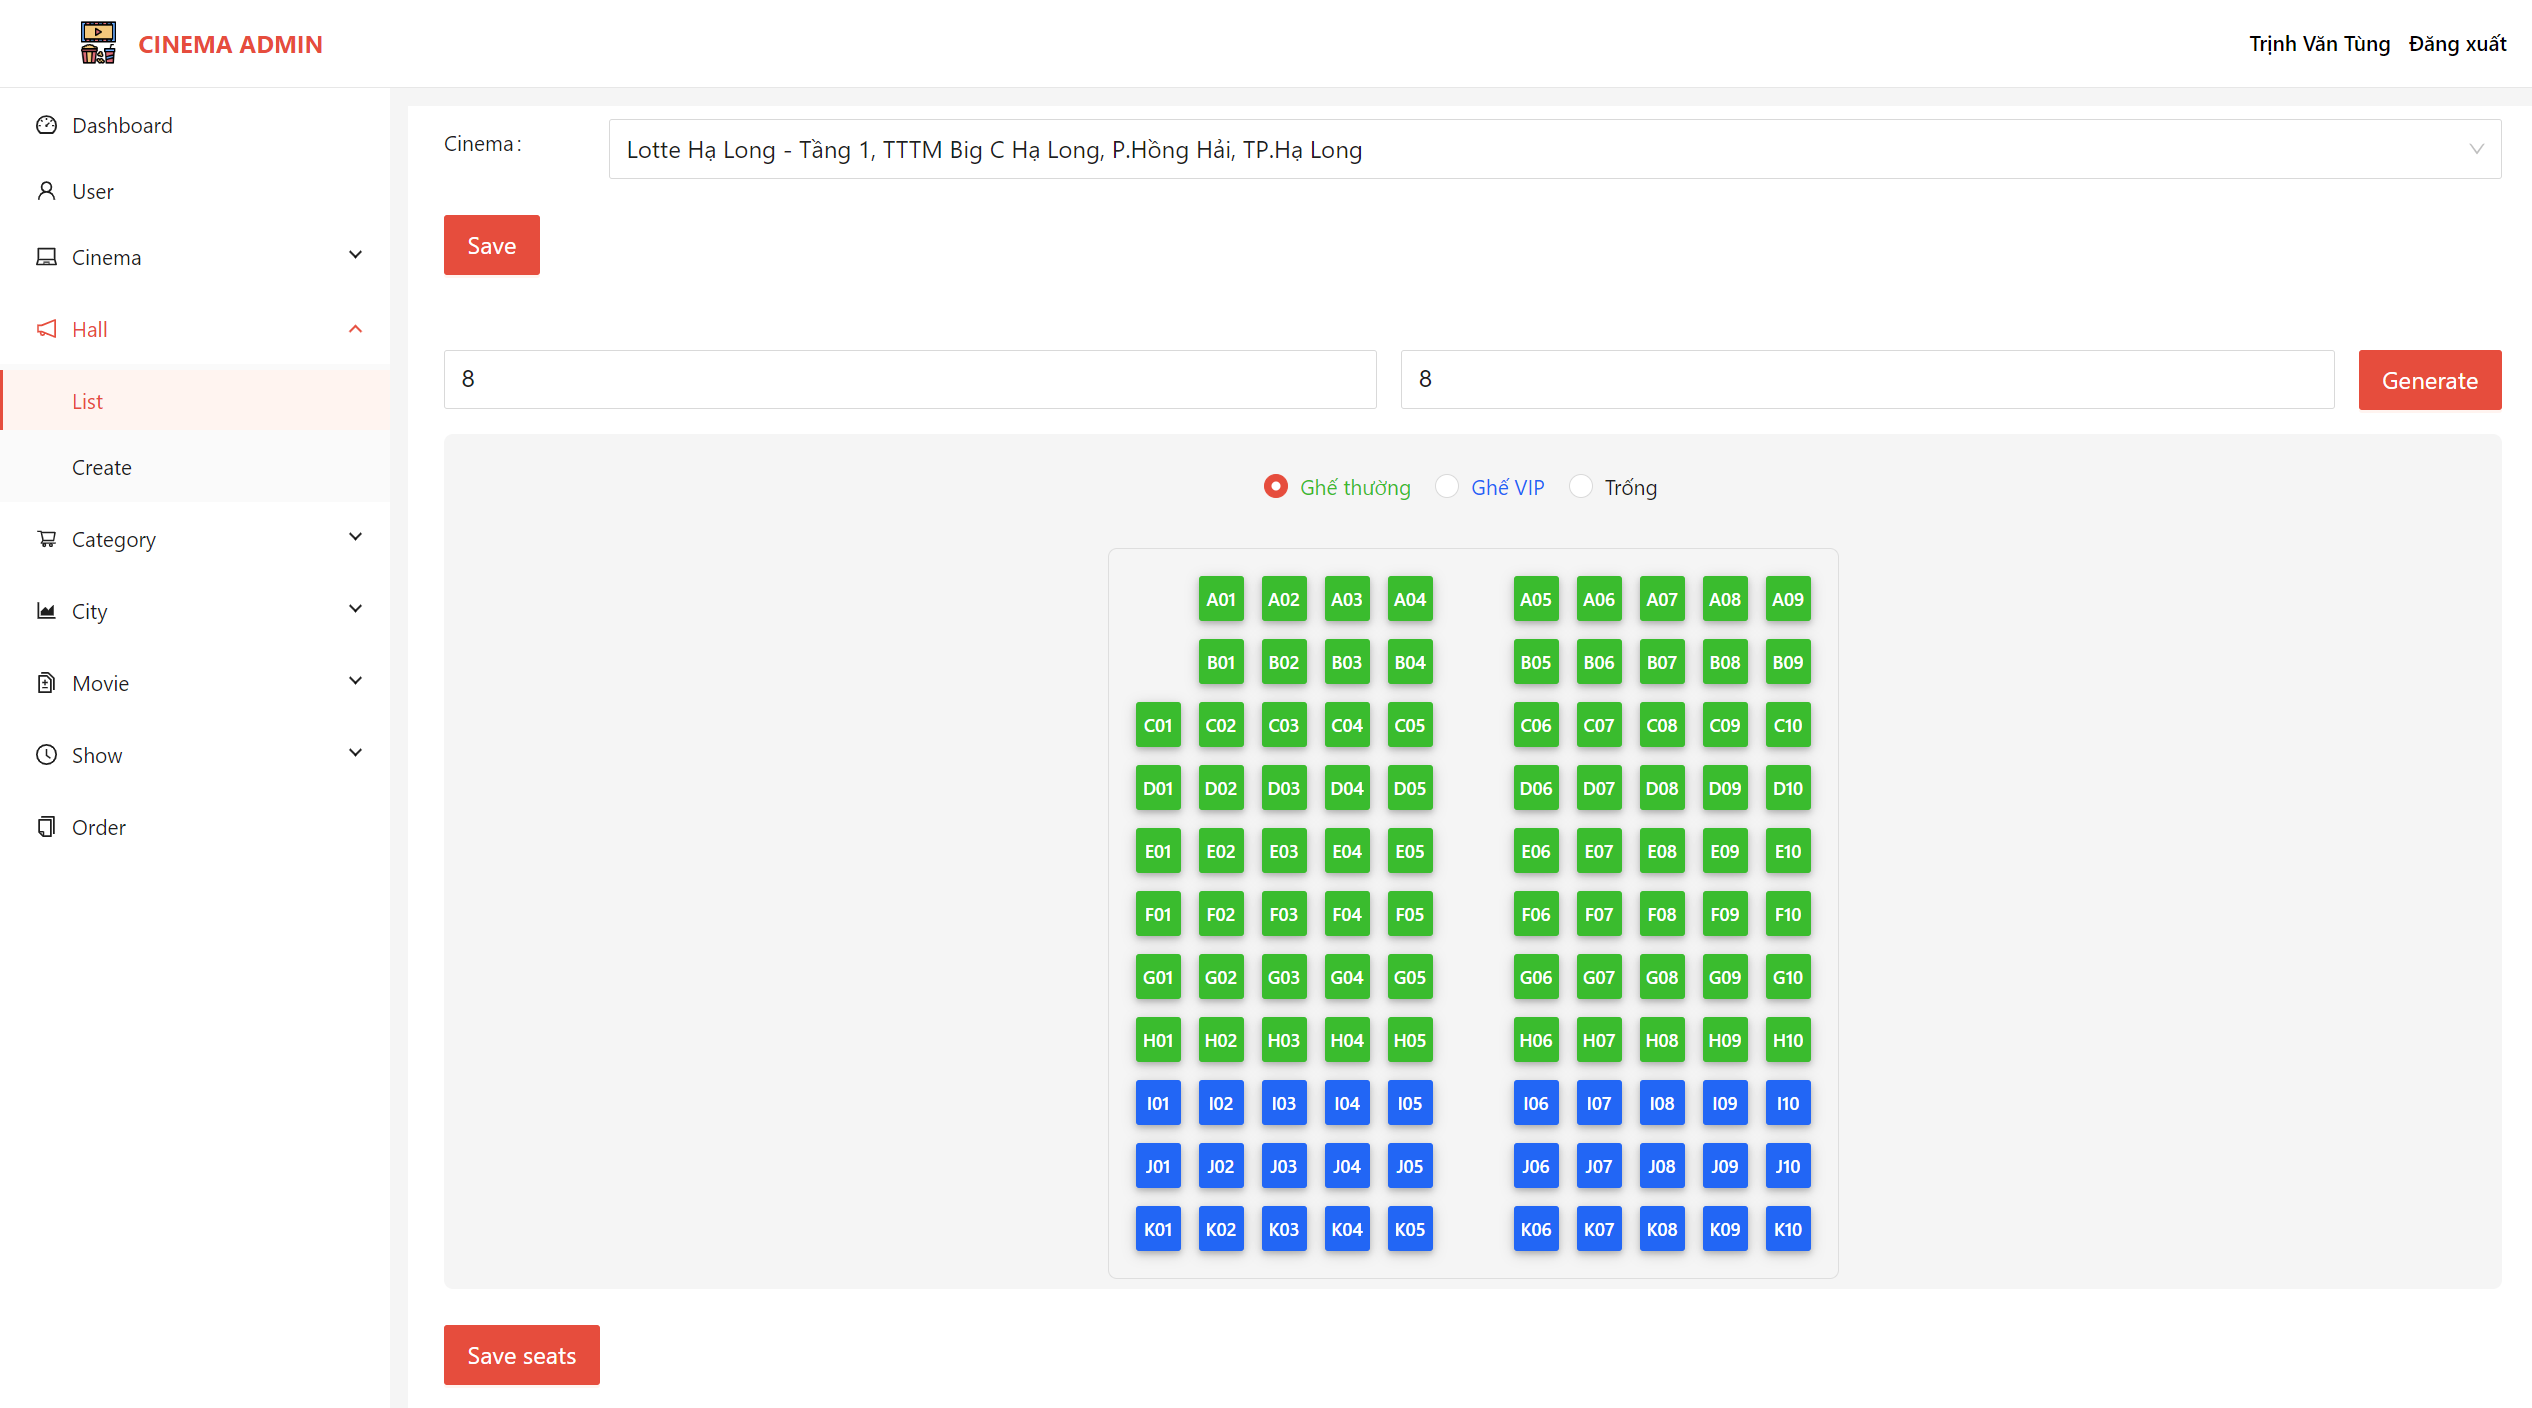 CINEMA ADMIN
Trịnh Văn Tùng Đăng xuất
Dashboard
User
Cinema
Hall
List
Create
Category
City
Movie
Show
Order
Cinema:
Lotte Hạ Long - Tầng 1, TTTM Big C Hạ Long, P.Hồng Hải, TP.Hạ Long
Save
8 8 Generate
Ghế thường Ghế VIP Trống
A01 A02 A03 A04 A05 A06 A07 A08 A09
B01 B02 B03 B04 B05 B06 B07 B08 B09
C01 C02 C03 C04 C05 C06 C07 C08 C09 C10
D01 D02 D03 D04 D05 D06 D07 D08 D09 D10
E01 E02 E03 E04 E05 E06 E07 E08 E09 E10
F01 F02 F03 F04 F05 F06 F07 F08 F09 F10
G01 G02 G03 G04 G05 G06 G07 G08 G09 G10
H01 H02 H03 H04 H05 H06 H07 H08 H09 H10
I01 I02 I03 I04 I05 I06 I07 I08 I09 I10
J01 J02 J03 J04 J05 J06 J07 J08 J09 J10
K01 K02 K03 K04 K05 K06 K07 K08 K09 K10
Save seats